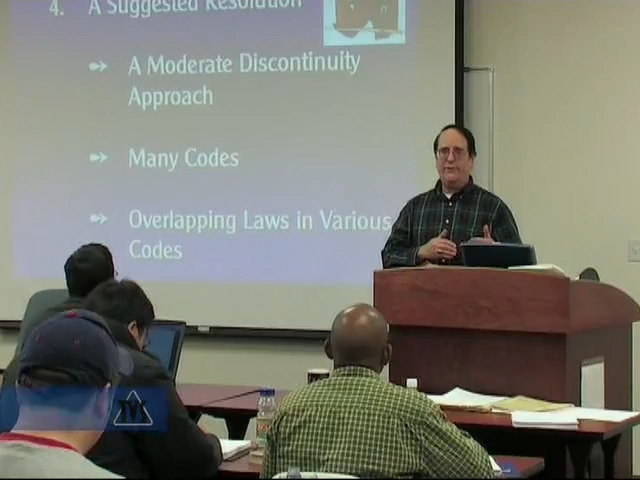 4. A Suggested Resolution
➵ A Moderate Discontinuity
Approach
➵ Many Codes
➵ Overlapping Laws in Various
Codes